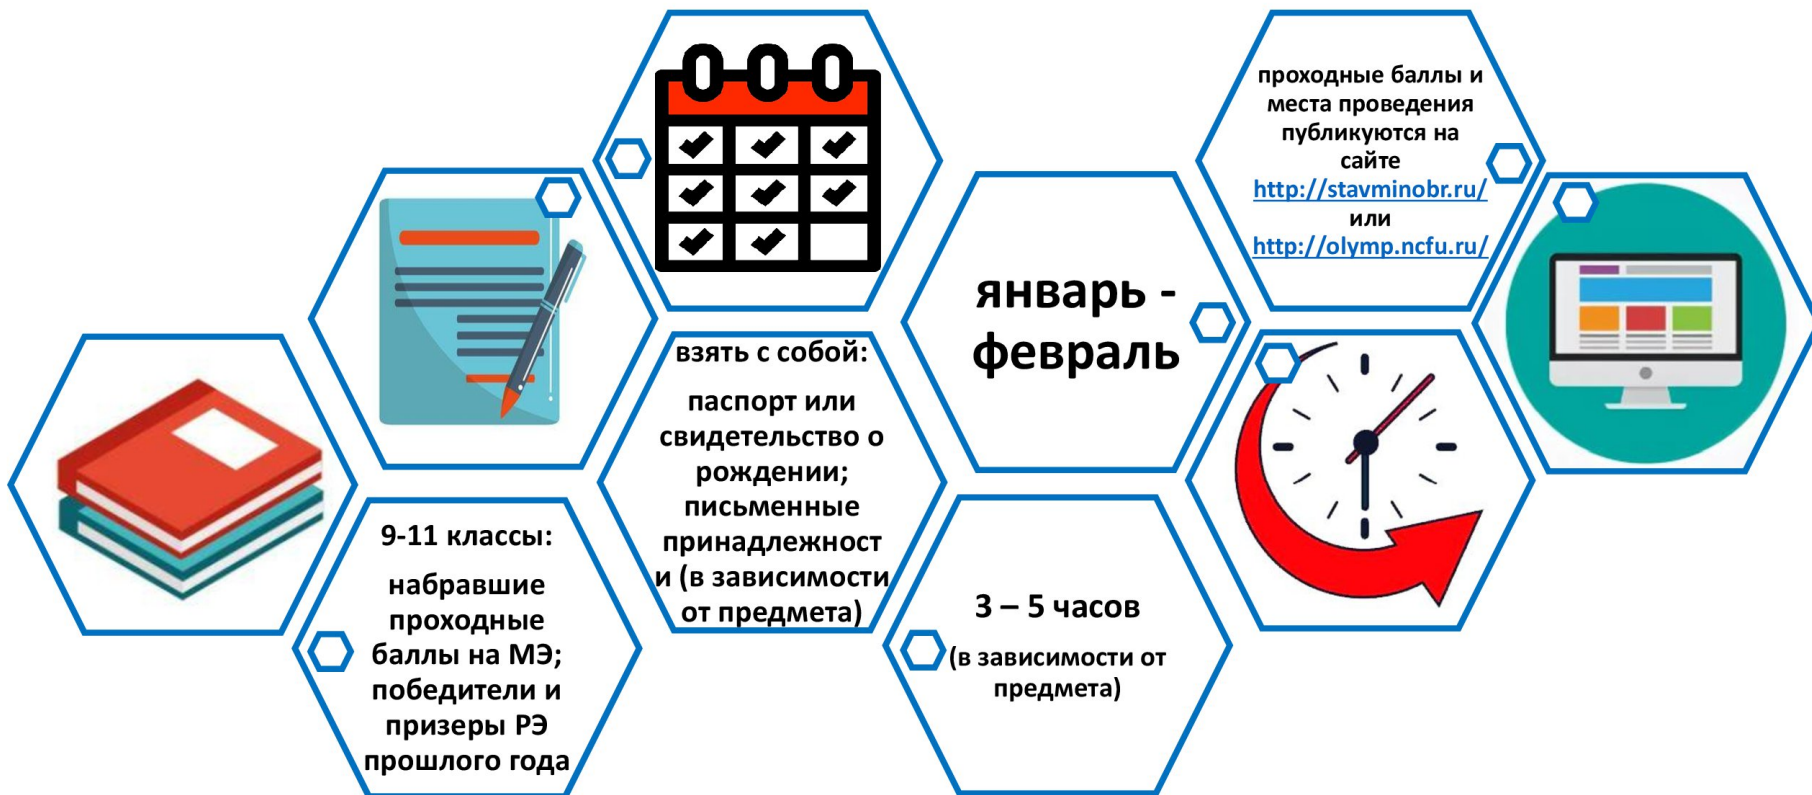 9-11 классы:
набравшие
проходные
баллы на МЭ;
победители и
призеры РЭ
прошлого года
взять с собой:
паспорт или
свидетельство о
рождении;
письменные
принадлежност
и (в зависимости
от предмета)
январь -
февраль
3 – 5 часов
(в зависимости от
предмета)
проходные баллы и
места проведения
публикуются на
сайте
http://stavminobr.ru/
или
http://olymp.ncfu.ru/